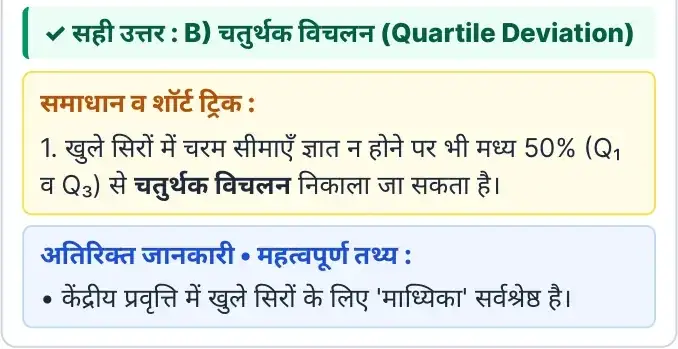 ✓ सही उत्तर : B) चतुर्थक विचलन (Quartile Deviation)
समाधान व शॉर्ट ट्रिक :
1. खुले सिरों में चरम सीमाएँ ज्ञात न होने पर भी मध्य 50% (Q₁
व Q₃) से चतुर्थक विचलन निकाला जा सकता है।
अतिरिक्त जानकारी • महत्वपूर्ण तथ्य :
• केंद्रीय प्रवृत्ति में खुले सिरों के लिए 'माध्यिका' सर्वश्रेष्ठ है।